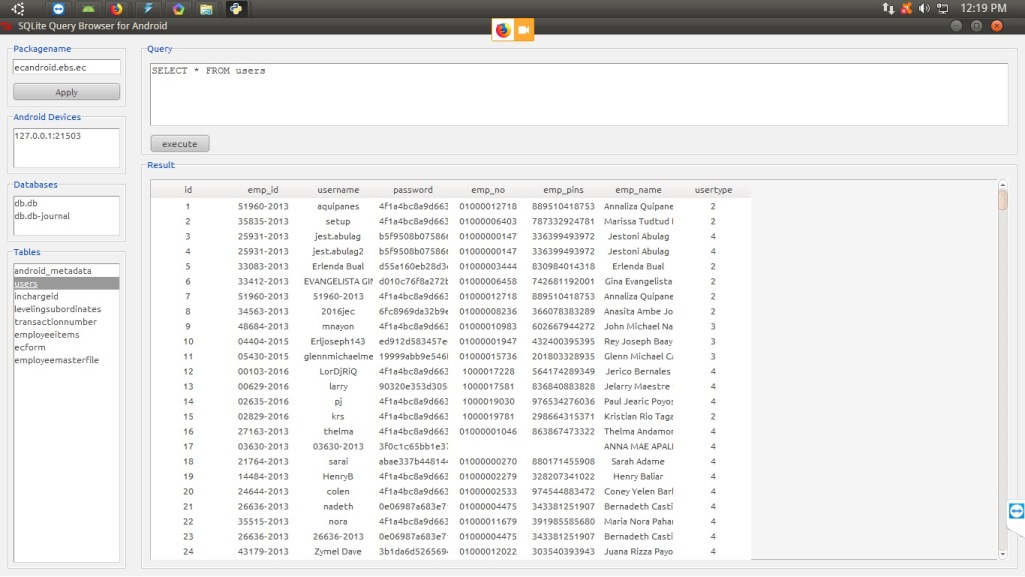 12:19 PM
SQLite Query Browser for Android
Packagename
ecandroid.ebs.ec
Apply
Android Devices
127.0.0.1:21503
Databases
db.db
db.db-journal
Tables
android_metadata
users
inchargeid
levelingsubordinates
transactionnumber
employeeitems
ecform
employeemasterfile
Query
SELECT * FROM users
execute
Result
id emp_id username password emp_no emp_pins emp_name usertype
1 51960-2013 aquipanes 4f1a4bc8a9d663 01000012718 889510418753 Annaliza Quipane 2
2 35835-2013 setup 4f1a4bc8a9d663 01000006403 787332924781 Marissa Tudtud 2
3 25931-2013 jest.abulag b5f9508b07586 01000000147 336399493972 Jestoni Abulag 4
4 25931-2013 jest.abulag2 b5f9508b07586 01000000147 336399493972 Jestoni Abulag 4
5 33083-2013 Erlenda Bual d55a160eb28d3 01000003444 830984014318 Erlenda Bual 2
6 33412-2013 EVANGELISTA GI d010c76f8a272 01000006458 742681192001 Gina Evangelista 2
7 51960-2013 51960-2013 4f1a4bc8a9d663 01000012718 889510418753 Annaliza Quipane 2
8 34563-2013 2016jec 6fc8969da32b9 01000008236 366078383289 Anasita Ambe Jo 2
9 48684-2013 mnayon 4f1a4bc8a9d663 01000010983 602667944272 John Michael Na 3
10 04404-2015 Erljoseph143 ed912d583457e 01000001947 432400395395 Rey Joseph Baay 3
11 05430-2015 glennmichaelme 19999abb9e546 01000015736 201803328935 Glenn Michael 3
12 00103-2016 LorDjRiQ 4f1a4bc8a9d663 1000017228 564174289349 Jerico Bernales 4
13 00629-2016 larry 90320e353d305 1000017581 836840883828 Jelarry Maestre 4
14 02635-2016 pj 4f1a4bc8a9d663 1000019030 976534276036 Paul Jearic Poyo 4
15 02829-2016 krs 4f1a4bc8a9d663 1000019781 298664315371 Kristian Rio Taga 2
16 27163-2013 thelma 4f1a4bc8a9d663 01000001046 863867473322 Thelma Andamo 4
17 03630-2013 03630-2013 3f0c1c65bb1e3 ANNA MAE APAL 4
18 21764-2013 sarai abae337b44814 01000000270 880171455908 Sarah Adame 4
19 14484-2013 HenryB 4f1a4bc8a9d663 01000002279 328207341022 Henry Baliar 4
20 24644-2013 colen 4f1a4bc8a9d663 01000002533 974544883472 Coney Yelen Bar 4
21 26636-2013 nadeth 0e06987a683e 01000004475 343381251907 Bernadeth Casti 4
22 35515-2013 nora 4f1a4bc8a9d663 01000011679 391985585680 Maria Nora Paha 4
23 26636-2013 26636-2013 0e06987a683e 01000004475 343381251907 Bernadeth Casti 4
24 43179-2013 Zymel Dave 3b1da6d526569 01000012022 303540393943 Juana Rizza Payo 4